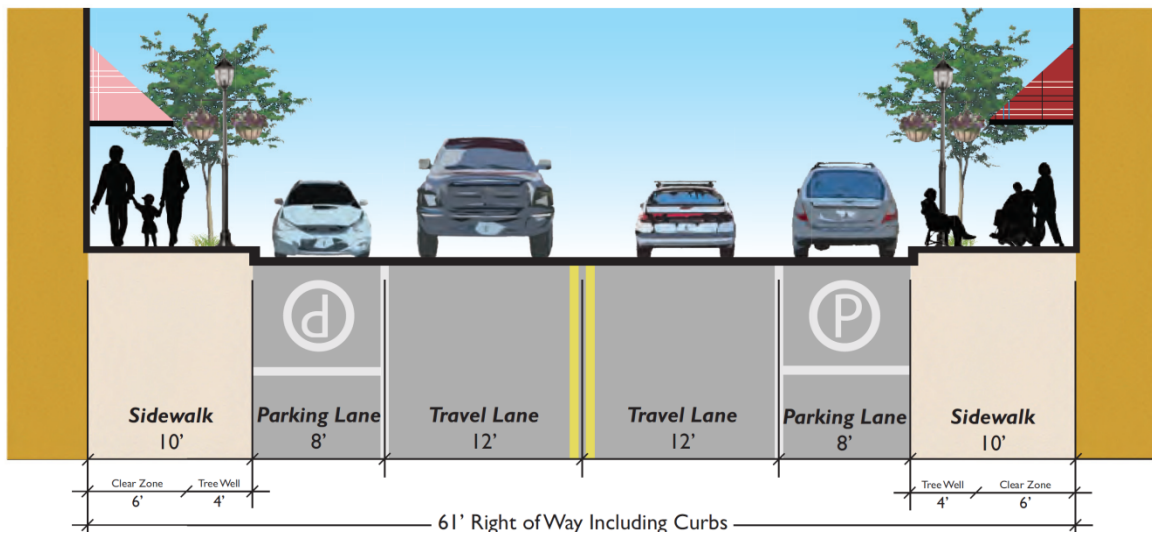 P
P
Sidewalk
10’
Parking Lane
8’
Travel Lane
12’
Travel Lane
12’
Parking Lane
8’
Sidewalk
10’
Clear Zone
6’
Tree Well
4’
Tree Well
4’
Clear Zone
6’
61’ Right of Way Including Curbs